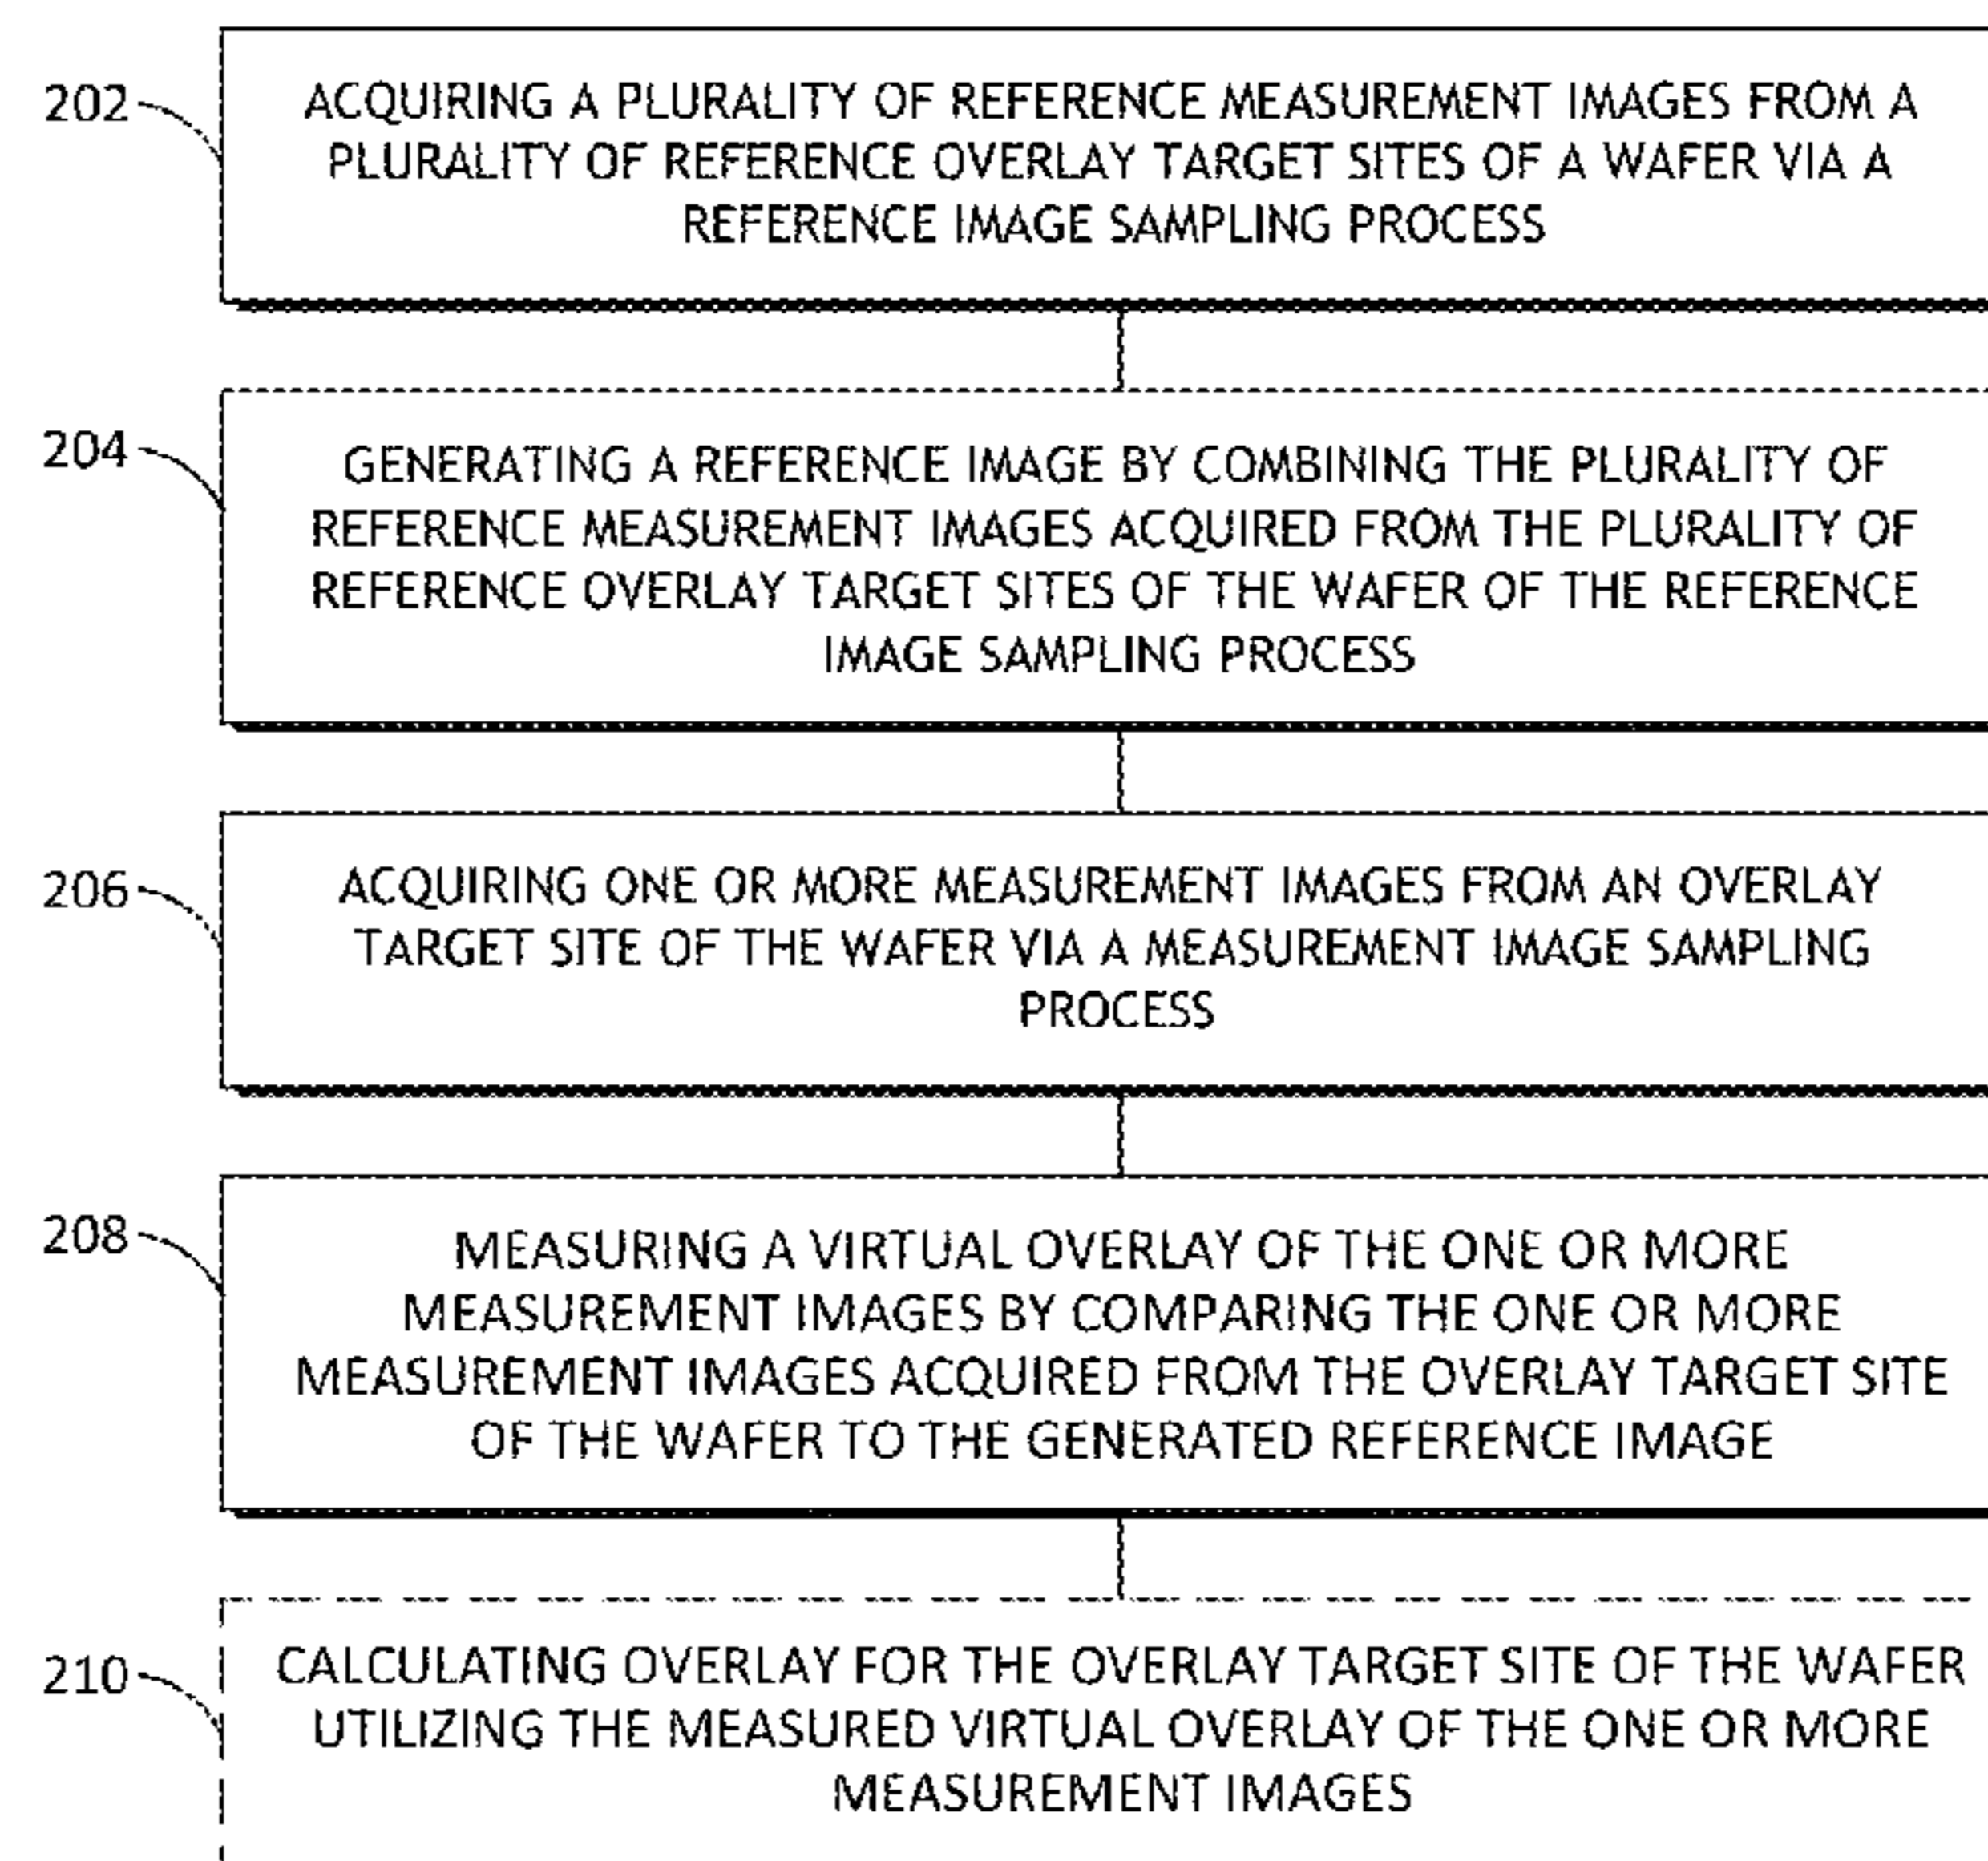 202
ACQUIRING A PLURALITY OF REFERENCE MEASUREMENT IMAGES FROM A
PLURALITY OF REFERENCE OVERLAY TARGET SITES OF A WAFER VIA A
REFERENCE IMAGE SAMPLING PROCESS
204
GENERATING A REFERENCE IMAGE BY COMBINING THE PLURALITY OF
REFERENCE MEASUREMENT IMAGES ACQUIRED FROM THE PLURALITY OF
REFERENCE OVERLAY TARGET SITES OF THE WAFER OF THE REFERENCE
IMAGE SAMPLING PROCESS
206
ACQUIRING ONE OR MORE MEASUREMENT IMAGES FROM AN OVERLAY
TARGET SITE OF THE WAFER VIA A MEASUREMENT IMAGE SAMPLING
PROCESS
208
MEASURING A VIRTUAL OVERLAY OF THE ONE OR MORE
MEASUREMENT IMAGES BY COMPARING THE ONE OR MORE
MEASUREMENT IMAGES ACQUIRED FROM THE OVERLAY TARGET SITE
OF THE WAFER TO THE GENERATED REFERENCE IMAGE
210
CALCULATING OVERLAY FOR THE OVERLAY TARGET SITE OF THE WAFER
UTILIZING THE MEASURED VIRTUAL OVERLAY OF THE ONE OR MORE
MEASUREMENT IMAGES